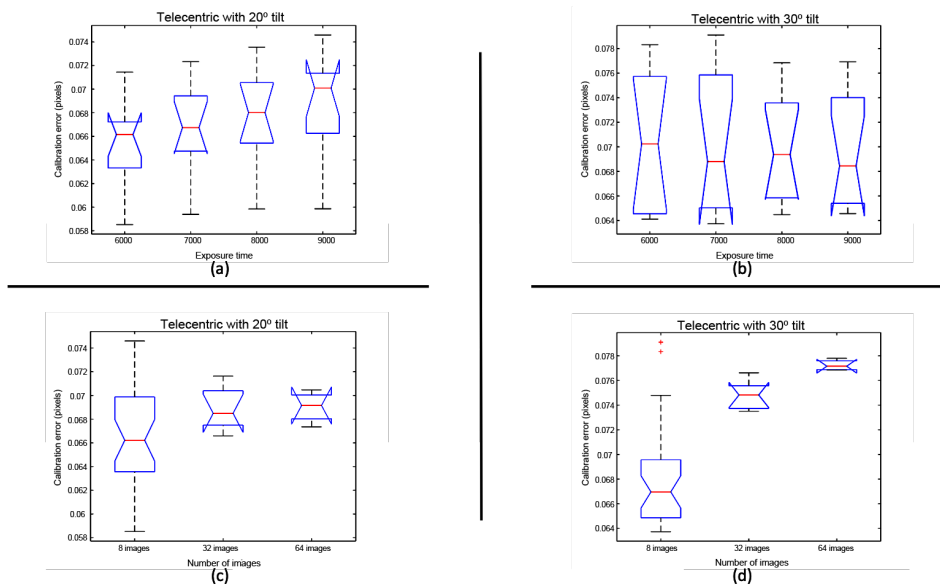 Telecentric with 20º tilt
Calibration error (pixels)
0.074
0.072
0.07
0.068
0.066
0.064
0.062
0.06
0.058
6000
7000
8000
9000
Exposure time
(a)
Telecentric with 30º tilt
Calibration error (pixels)
0.078
0.076
0.074
0.072
0.07
0.068
0.066
0.064
6000
7000
8000
9000
Exposure time
(b)
Telecentric with 20º tilt
Calibration error (pixels)
0.074
0.072
0.07
0.068
0.066
0.064
0.062
0.06
0.058
8 images
32 images
64 images
Number of images
(c)
Telecentric with 30º tilt
Calibration error (pixels)
0.078
0.076
0.074
0.072
0.07
0.068
0.066
0.064
8 images
32 images
64 images
Number of images
(d)